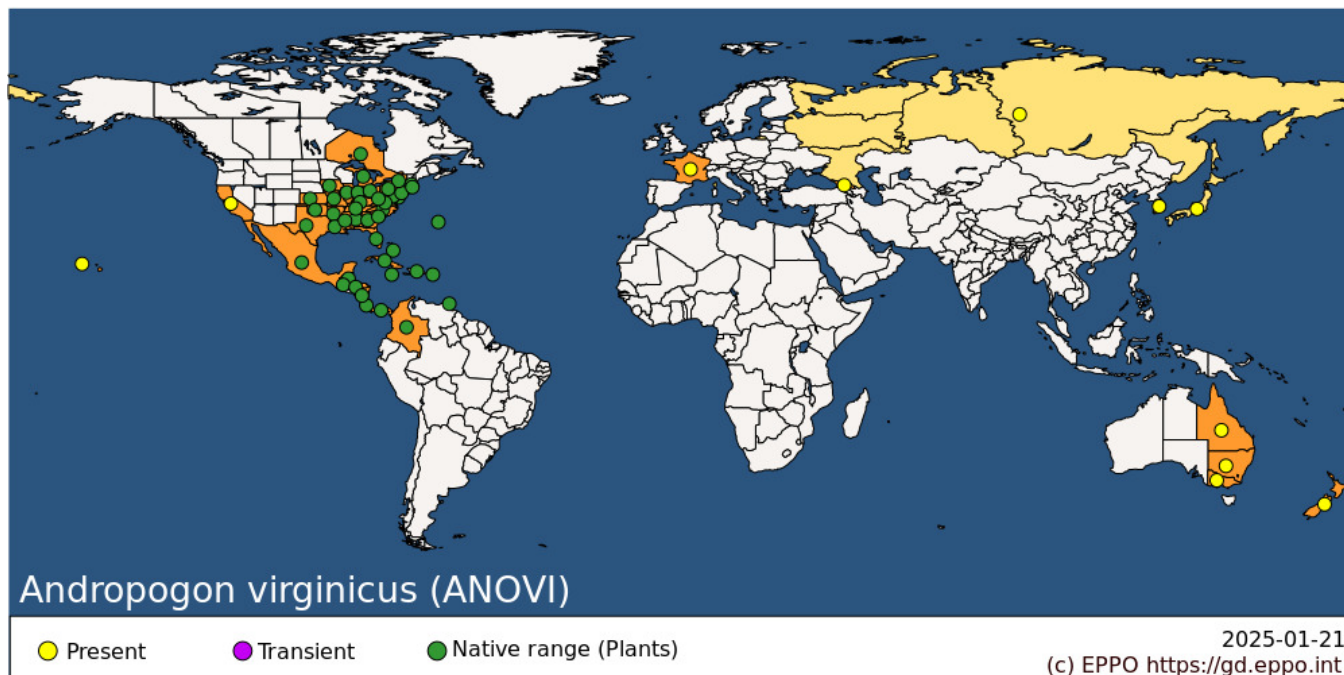 Andropogon virginicus (ANOVI)
Present
Transient
Native range (Plants)
2025-01-21
(c) EPPO https://gd.eppo.int